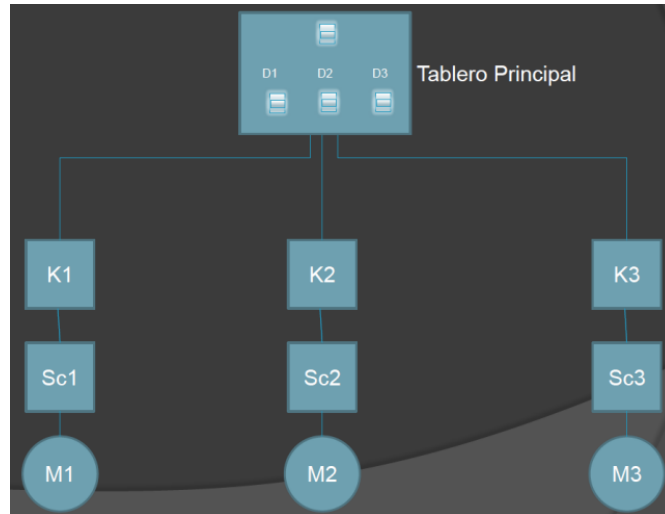 D1 D2 D3
Tablero Principal
K1 K2 K3
Sc1 Sc2 Sc3
M1 M2 M3